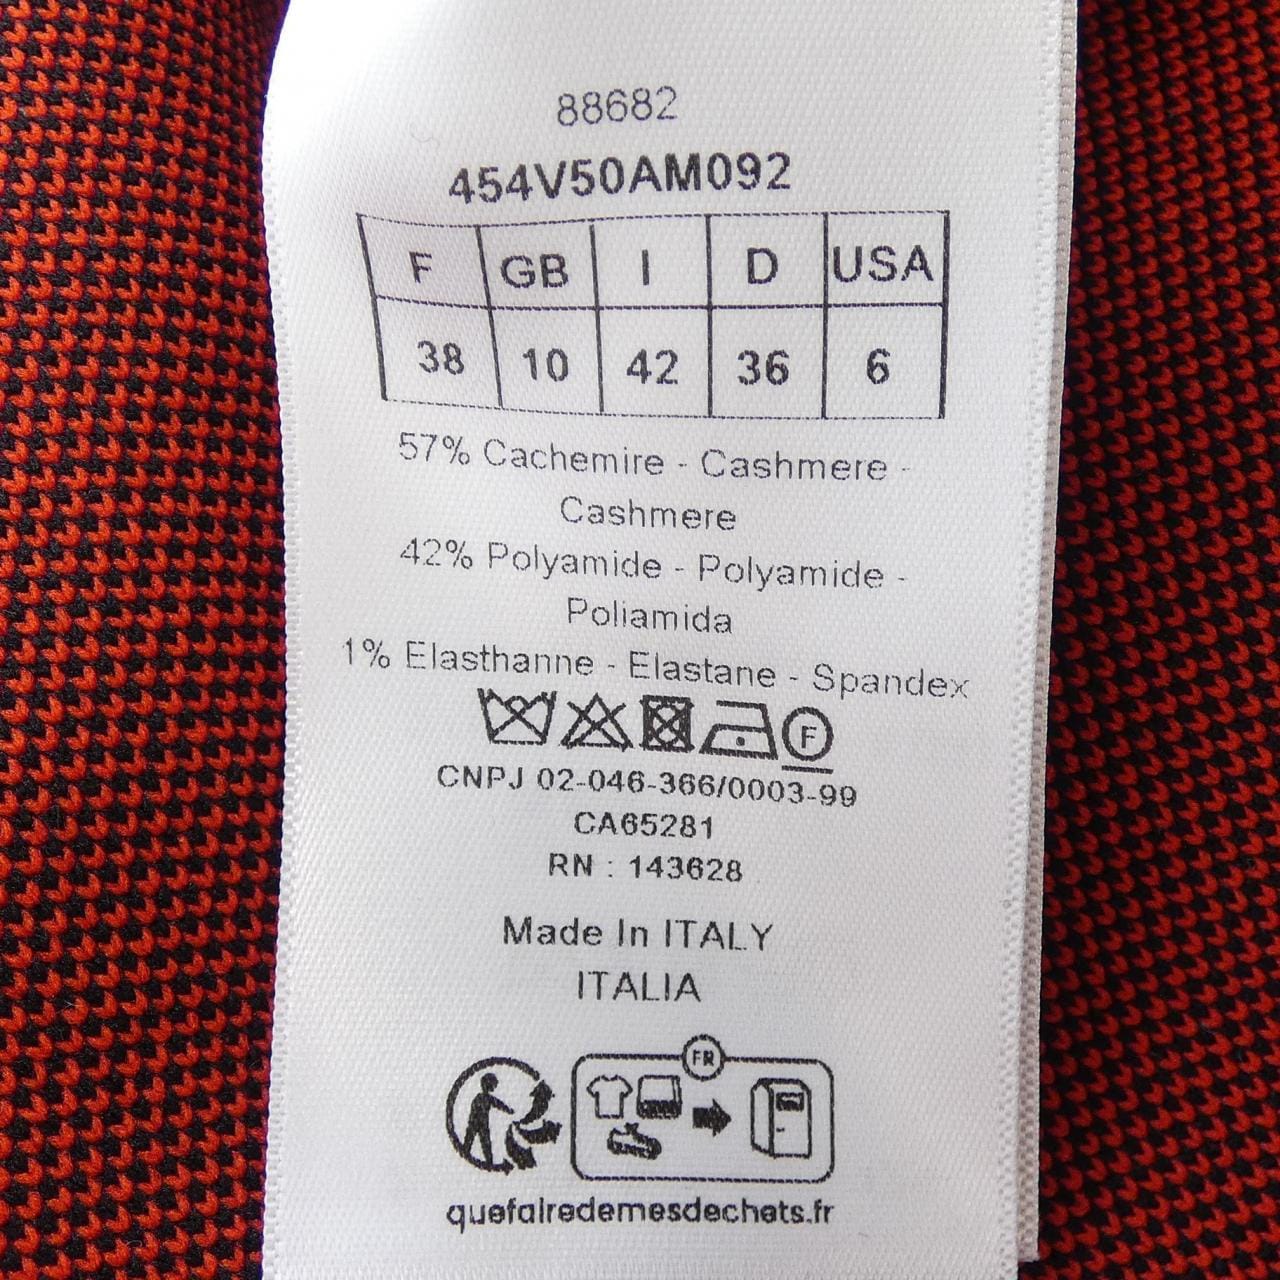 88682
454V50AM092
F GB I D USA
38 10 42 36 6
57% Cachemire - Cashmere -
Cashmere
42% Polyamide - Polyamide -
Poliamida
1% Elasthanne - Elastane - Spandex
F
CNPJ 02-046-366/0003-99
CA65281
RN : 143628
Made In ITALY
ITALIA
FR
quefairedemesdechets.fr